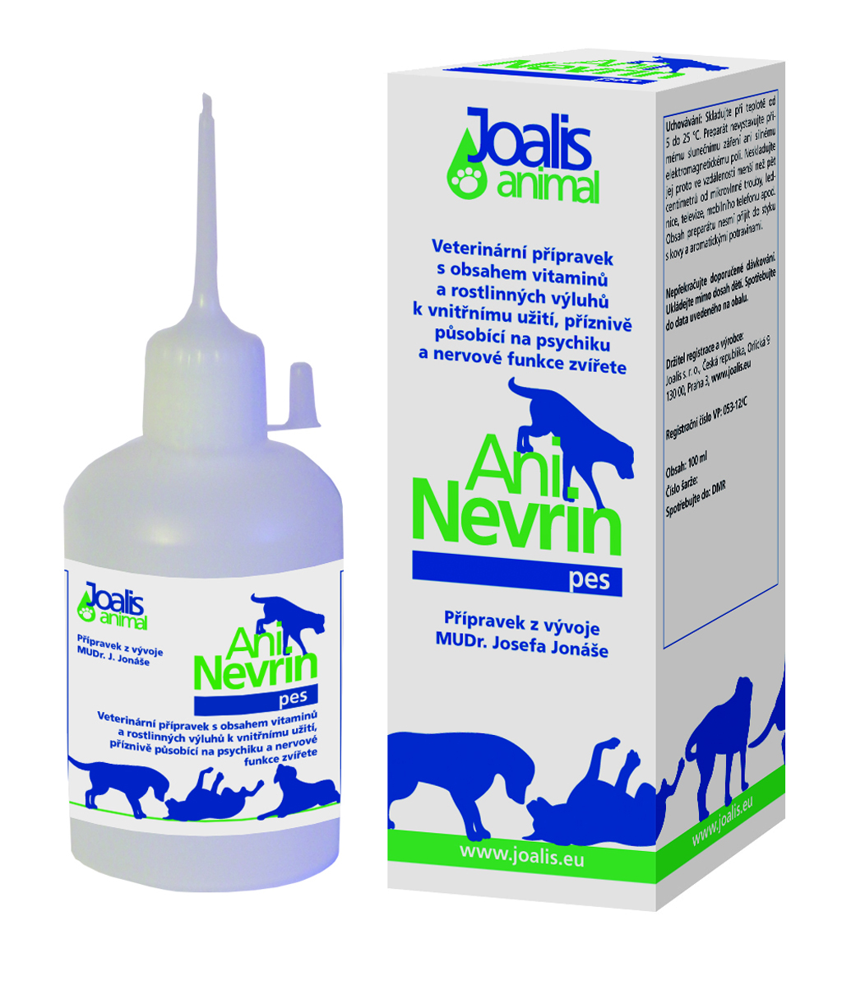 Joalis
animal
Přípravek z vývoje
MUDr. J. Jonáše
Ani
Nevrin
pes
Veterinární přípravek s obsahem vitaminů
a rostlinných výluhů k vnitřnímu užití,
příznivě působící na psychiku a nervové
funkce zvířete
Ani
Nevrin
pes
Joalis
animal
Veterinární přípravek
s obsahem vitaminů
a rostlinných výluhů
k vnitřnímu užití, příznivě
působící na psychiku
a nervové funkce zvířete
Ani
Nevrin
pes
Přípravek z vývoje
MUDr. Josefa Jonáše
www.joalis.eu
Uchovávání: Skladujte při teplotě od
5 do 25 °C. Preparát nevystavujte pří-
mému slunečnímu záření ani silnému
elektromagnetickému poli. Neskladujte
jej proto ve vzdálenosti menší než pět
centimetrů od mikrovlnné trouby, led-
nice, televize, mobilního telefonu apod.
Obsah preparátu nesmí přijít do styku
s kovy a aromatickými potravinami.
Nepřekračujte doporučené dávkování.
Ukládejte mimo dosah dětí. Spotřebujte
do data uvedeného na obalu.
Držitel registrace a výrobce:
Joalis s. r. o., Česká republika, Orlická 9
130 00, Praha 3, www.joalis.eu
Registrační číslo VP: 053-12/C
Obsah: 100 ml
Číslo šarže:
Spotřebujte do: DMR
www.joalis.eu